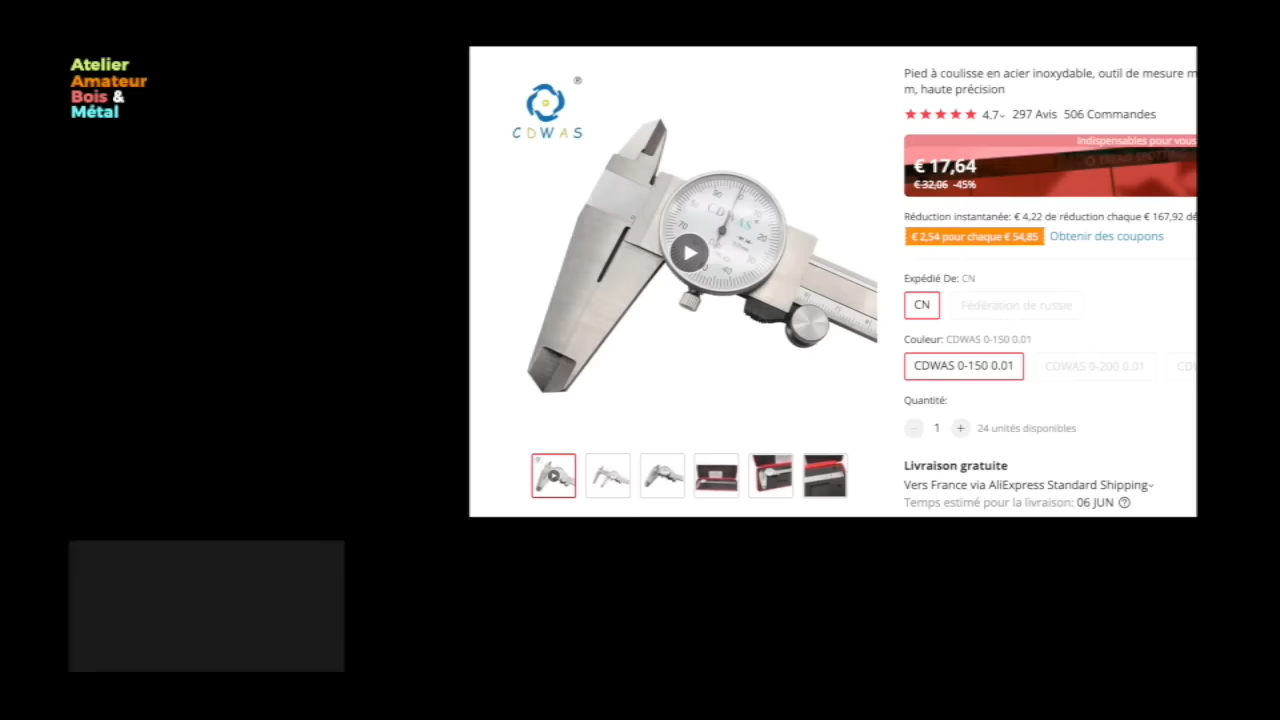 Atelier
Amateur
Bois &
Métal
®
CDWAS
Pied à coulisse en acier inoxydable, outil de mesure m
m, haute précision
4.7 297 Avis 506 Commandes
Indispensables pour vous
€ 17,64
€ 32,06 -45%
Réduction instantanée: € 4,22 de réduction chaque € 167,92 dé
€ 2,54 pour chaque € 54,85 Obtenir des coupons
Expédié De: CN
CN Fédération de russie
Couleur: CDWAS 0-150 0.01
CDWAS 0-150 0.01 CDWAS 0-200 0.01 CD
Quantité:
1 + 24 unités disponibles
Livraison gratuite
Vers France via AliExpress Standard Shipping
Temps estimé pour la livraison: 06 JUN